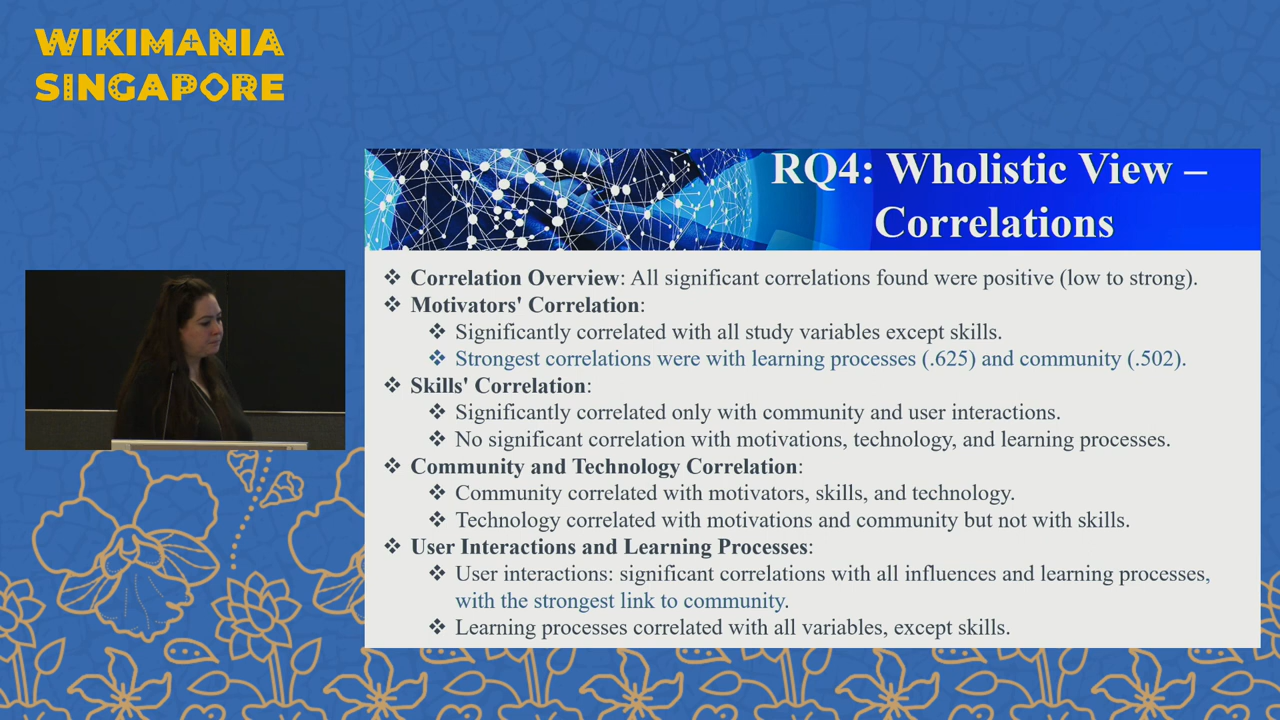 WIKIMANIA
SINGAPORE
RQ4: Wholistic View –
Correlations
❖ Correlation Overview: All significant correlations found were positive (low to strong).
❖ Motivators' Correlation:
❖ Significantly correlated with all study variables except skills.
❖ Strongest correlations were with learning processes (.625) and community (.502).
❖ Skills' Correlation:
❖ Significantly correlated only with community and user interactions.
❖ No significant correlation with motivations, technology, and learning processes.
❖ Community and Technology Correlation:
❖ Community correlated with motivators, skills, and technology.
❖ Technology correlated with motivations and community but not with skills.
❖ User Interactions and Learning Processes:
❖ User interactions: significant correlations with all influences and learning processes,
with the strongest link to community.
❖ Learning processes correlated with all variables, except skills.